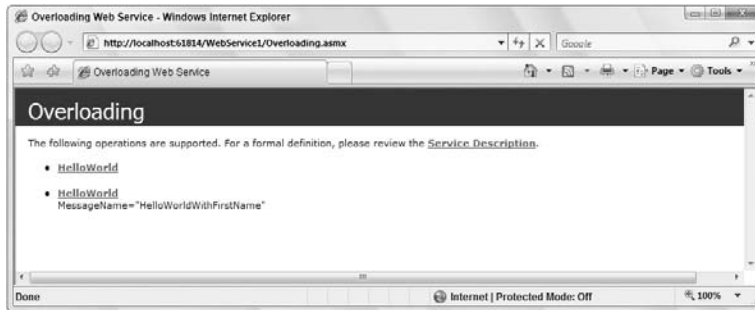 Overloading Web Service - Windows Internet Explorer
http://localhost:61814/WebService1/Overloading.asmx
Google
Overloading Web Service
Page
Tools
Overloading
The following operations are supported. For a formal definition, please review the Service Description.
HelloWorld
HelloWorld
MessageName="HelloWorldWithFirstName"
Done
Internet | Protected Mode: Off
100%